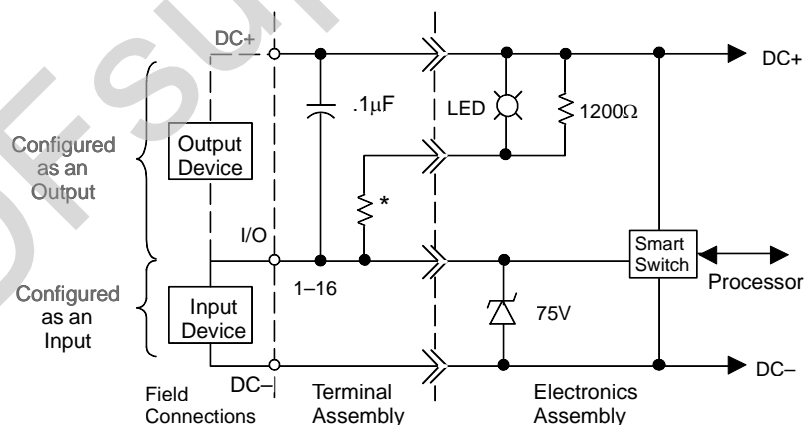 DC+
DC+
.1µF
LED
1200Ω
Configured
as an
Output
Output
Device
*
I/O
Smart
Switch
Processor
1–16
Configured
as an
Input
Input
Device
75V
DC–
DC–
Field
Connections
Terminal
Assembly
Electronics
Assembly